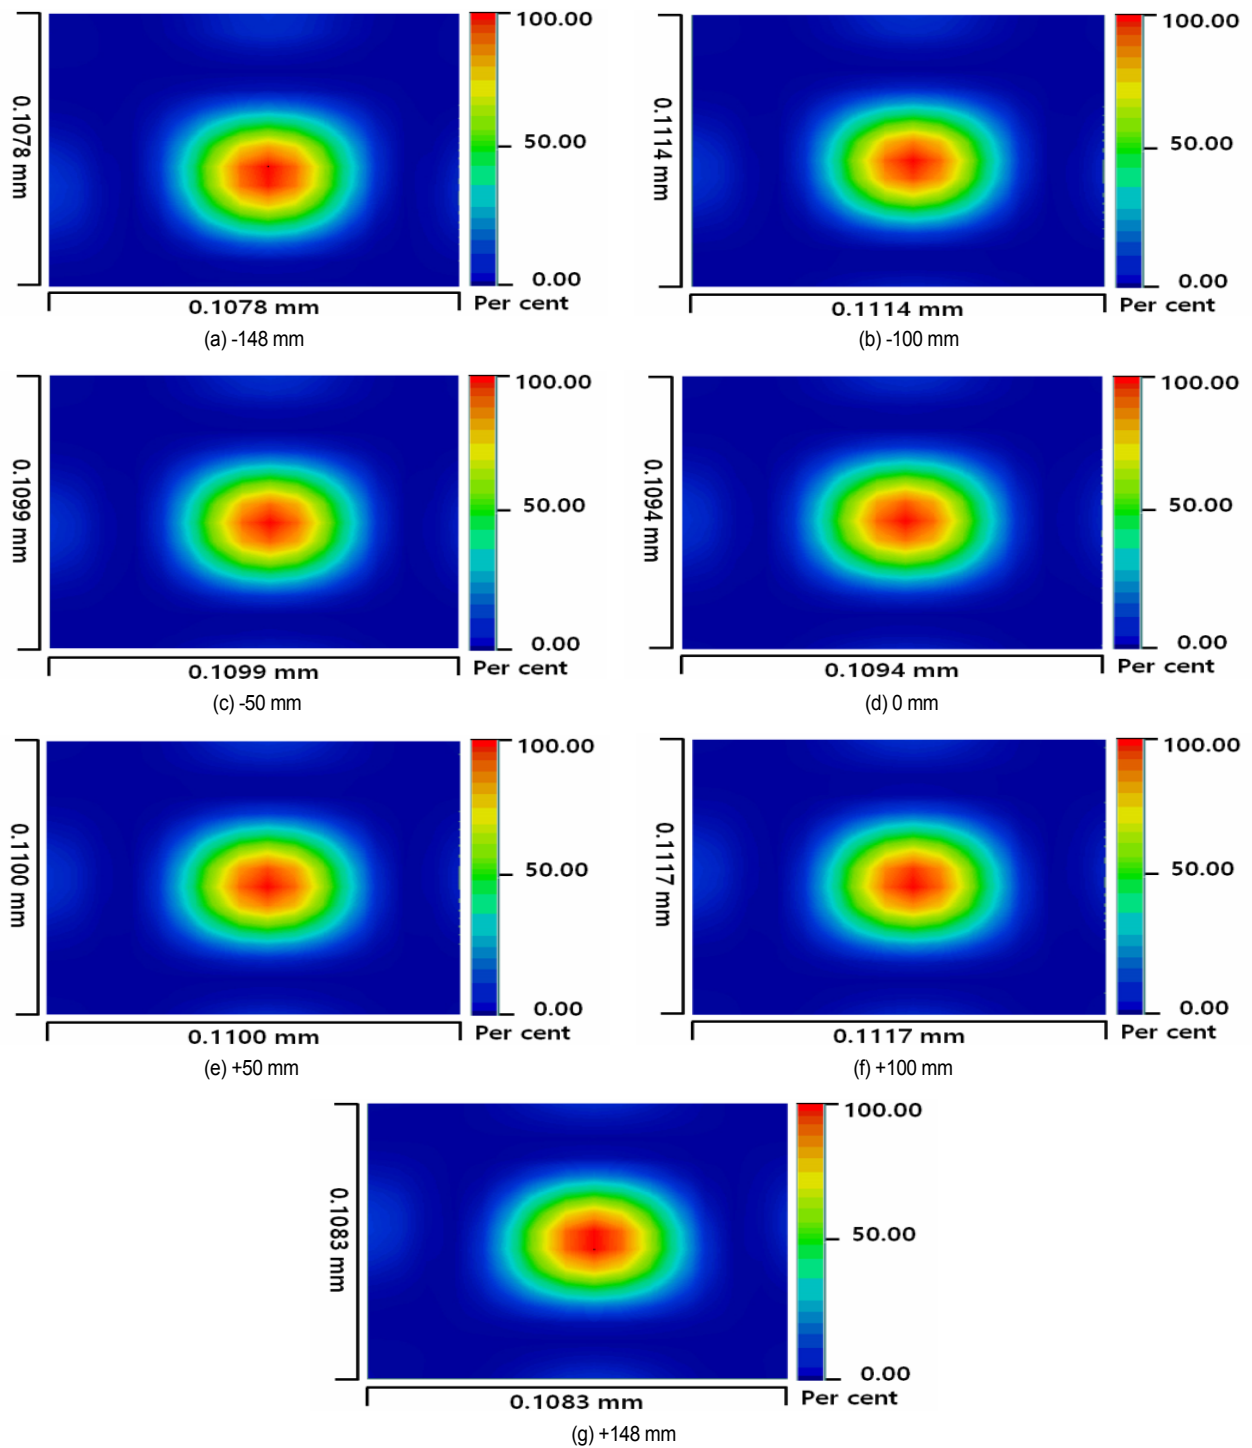 100.00
0.1078 mm
50.00
0.00
0.1078 mm
Per cent
(a) -148 mm
100.00
0.1114 mm
50.00
0.00
0.1114 mm
Per cent
(b) -100 mm
100.00
0.1099 mm
50.00
0.00
0.1099 mm
Per cent
(c) -50 mm
100.00
0.1094 mm
50.00
0.00
0.1094 mm
Per cent
(d) 0 mm
100.00
0.1100 mm
50.00
0.00
0.1100 mm
Per cent
(e) +50 mm
100.00
0.1117 mm
50.00
0.00
0.1117 mm
Per cent
(f) +100 mm
100.00
0.1083 mm
50.00
0.00
0.1083 mm
Per cent
(g) +148 mm